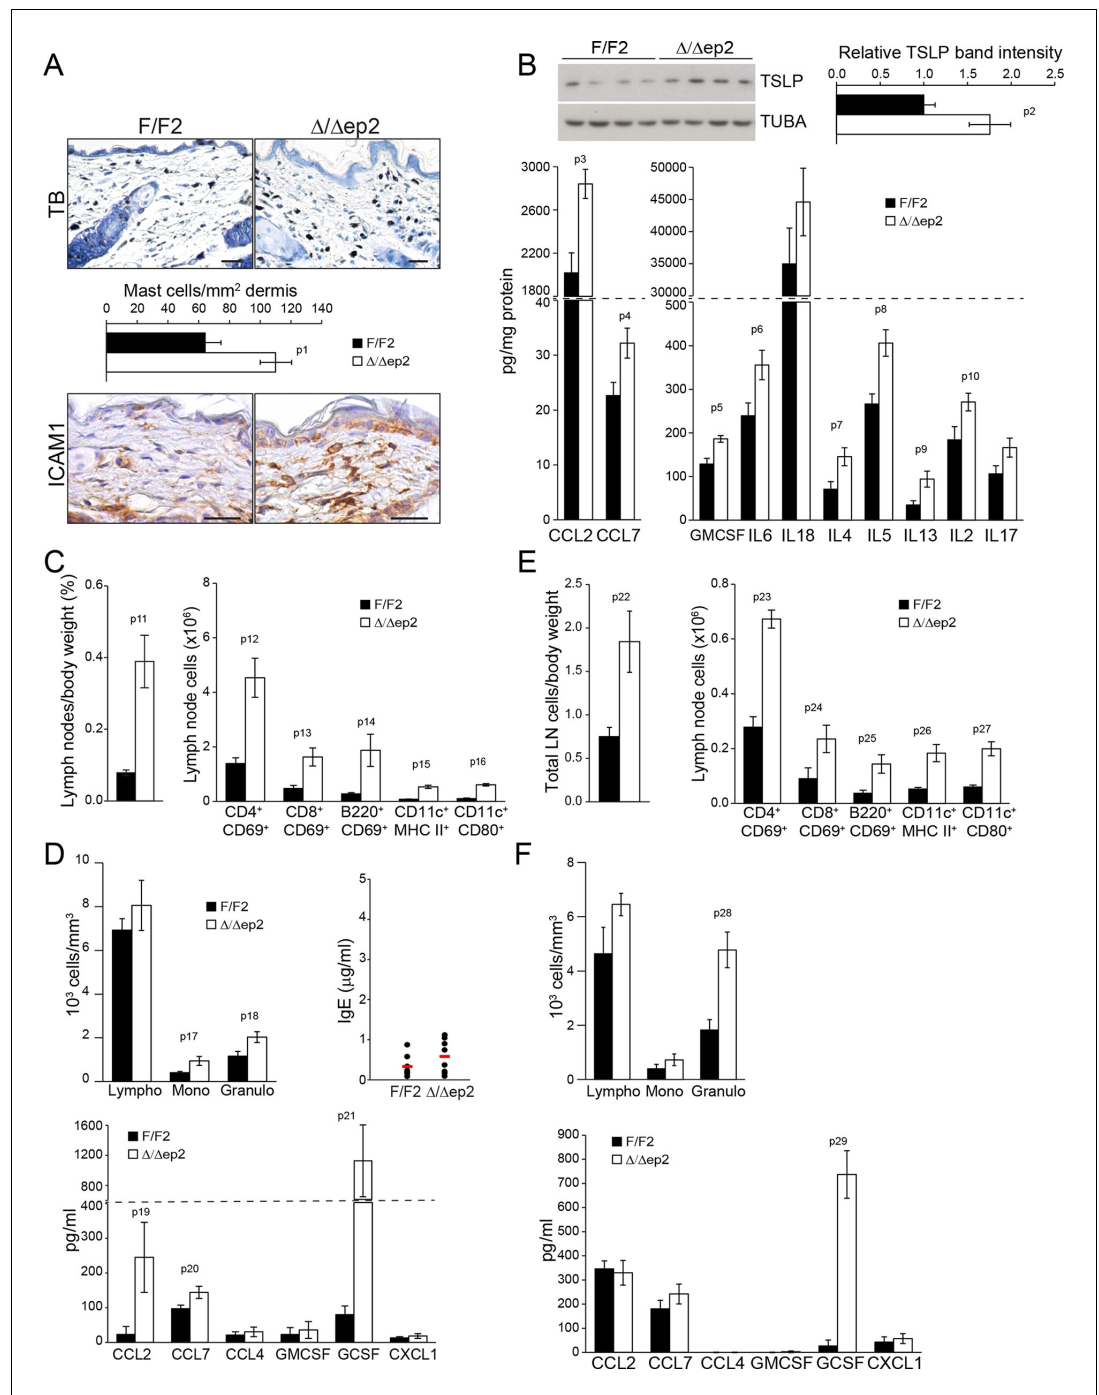 A
F/F2
Δ/Δep2
TB
Mast cells/mm² dermis
0 20 40 60 80 100 120 140
p1
F/F2
Δ/Δep2
ICAM1
B
F/F2
Δ/Δep2
TSLP
TUBA
Relative TSLP band intensity
0.0 0.5 1.0 1.5 2.0 2.5
p2
pg/mg protein
3000
2600
2200
1800
40
30
20
10
0
p3
p4
CCL2 CCL7
50000
45000
40000
35000
30000
500
400
300
200
100
0
F/F2
Δ/Δep2
p5
p6
p7
p8
p9
p10
GMCSF IL6 IL18 IL4 IL5 IL13 IL2 IL17
C
Lymph nodes/body weight (%)
0.6
0.4
0.2
0.0
p11
Lymph node cells (x10⁶)
8
6
4
2
0
F/F2
Δ/Δep2
p12
p13
p14
p15
p16
CD4⁺ CD8⁺ B220⁺ CD11c⁺ CD11c⁺
CD69⁺ CD69⁺ CD69⁺ MHC II⁺ CD80⁺
E
Total LN cells/body weight
2.5
2.0
1.5
1.0
0.5
0.0
p22
Lymph node cells (x10⁶)
0.8
0.6
0.4
0.2
0.0
F/F2
Δ/Δep2
p23
p24
p25
p26
p27
CD4⁺ CD8⁺ B220⁺ CD11c⁺ CD11c⁺
CD69⁺ CD69⁺ CD69⁺ MHC II⁺ CD80⁺
D
10³ cells/mm³
10
8
6
4
2
0
F/F2
Δ/Δep2
p17
p18
Lympho Mono Granulo
IgE (μg/ml)
5
4
3
2
1
0
F/F2 Δ/Δep2
pg/ml
1600
1200
800
400
300
200
100
0
F/F2
Δ/Δep2
p19
p20
p21
CCL2 CCL7 CCL4 GMCSF GCSF CXCL1
F
10³ cells/mm³
8
6
4
2
0
p28
Lympho Mono Granulo
pg/ml
900
800
700
600
500
400
300
200
100
0
F/F2
Δ/Δep2
p29
CCL2 CCL7 CCL4 GMCSF GCSF CXCL1